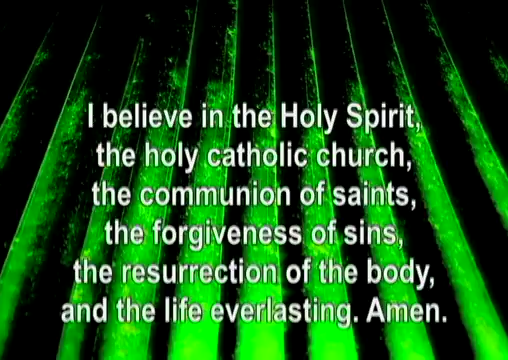 I believe in the Holy Spirit,
the holy catholic church,
the communion of saints,
the forgiveness of sins,
the resurrection of the body,
and the life everlasting. Amen.